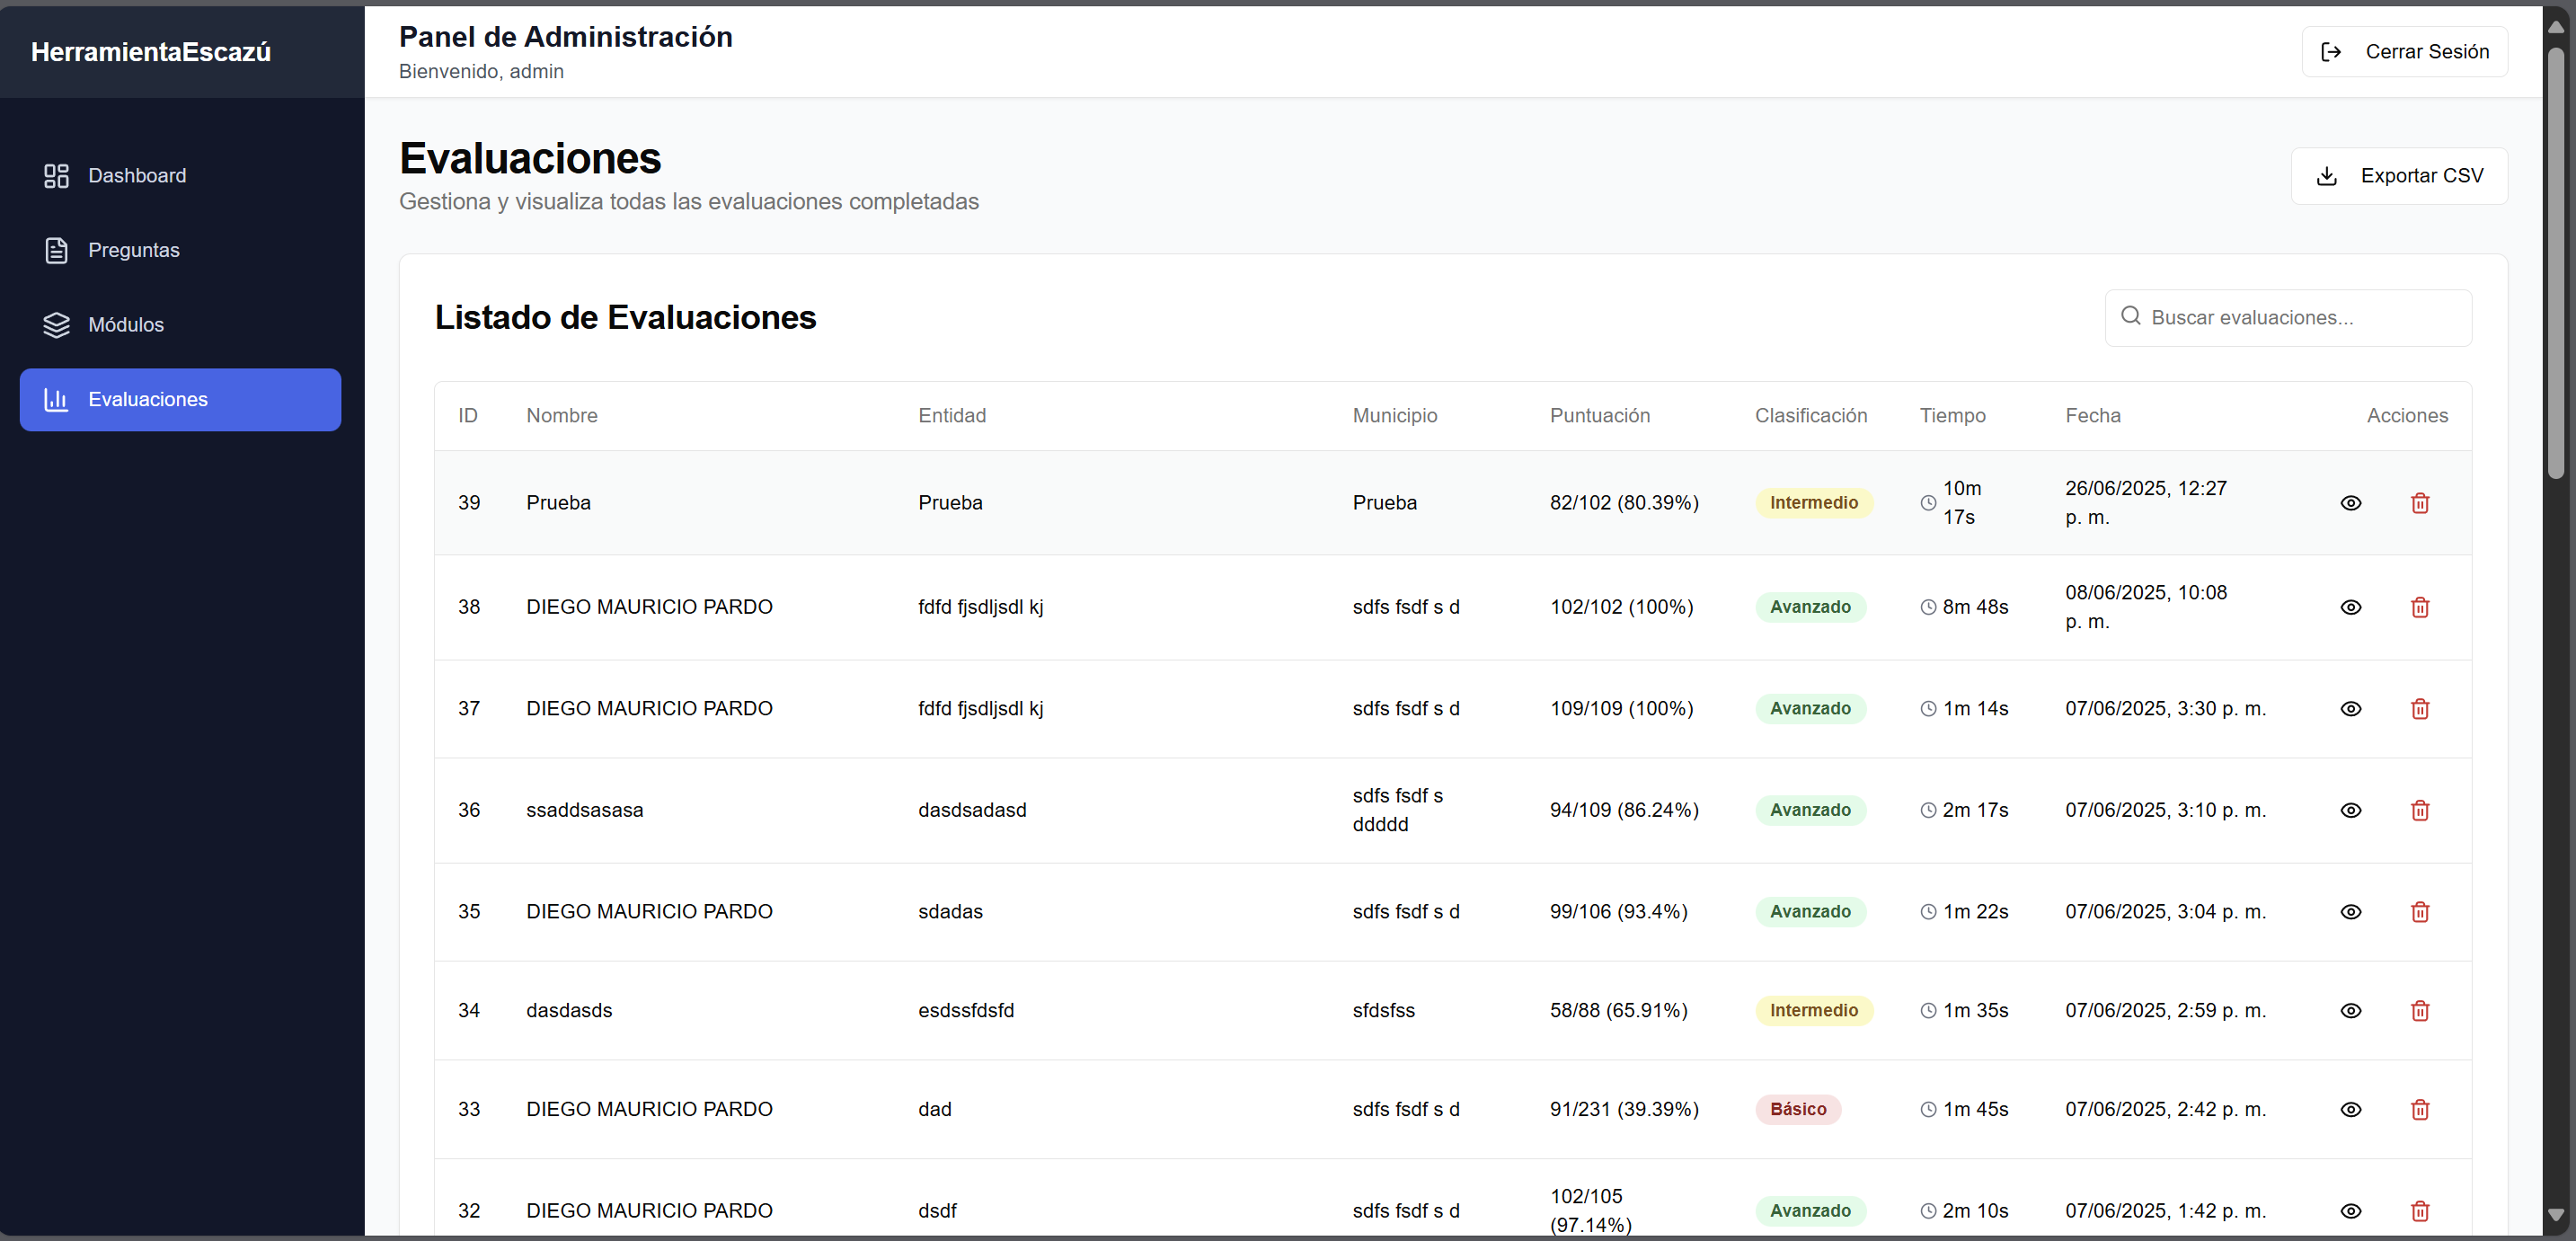 HerramientaEscazú
Panel de Administración
Bienvenido, admin
Cerrar Sesión
Dashboard
Preguntas
Módulos
Evaluaciones
Evaluaciones
Gestiona y visualiza todas las evaluaciones completadas
Exportar CSV
Listado de Evaluaciones
Buscar evaluaciones...
ID Nombre Entidad Municipio Puntuación Clasificación Tiempo Fecha Acciones
39 Prueba Prueba Prueba 82/102 (80.39%) Intermedio 10m 17s 26/06/2025, 12:27 p. m.
38 DIEGO MAURICIO PARDO fdfd fjsdljsdl kj sdfs fsdf s d 102/102 (100%) Avanzado 8m 48s 08/06/2025, 10:08 p. m.
37 DIEGO MAURICIO PARDO fdfd fjsdljsdl kj sdfs fsdf s d 109/109 (100%) Avanzado 1m 14s 07/06/2025, 3:30 p. m.
36 ssaddsasasa dasdsadasd sdfs fsdf s ddddd 94/109 (86.24%) Avanzado 2m 17s 07/06/2025, 3:10 p. m.
35 DIEGO MAURICIO PARDO sdadas sdfs fsdf s d 99/106 (93.4%) Avanzado 1m 22s 07/06/2025, 3:04 p. m.
34 dasdasds esdssfdsfd sfdsfss 58/88 (65.91%) Intermedio 1m 35s 07/06/2025, 2:59 p. m.
33 DIEGO MAURICIO PARDO dad sdfs fsdf s d 91/231 (39.39%) Básico 1m 45s 07/06/2025, 2:42 p. m.
32 DIEGO MAURICIO PARDO dsdf sdfs fsdf s d 102/105 (97.14%) Avanzado 2m 10s 07/06/2025, 1:42 p. m.